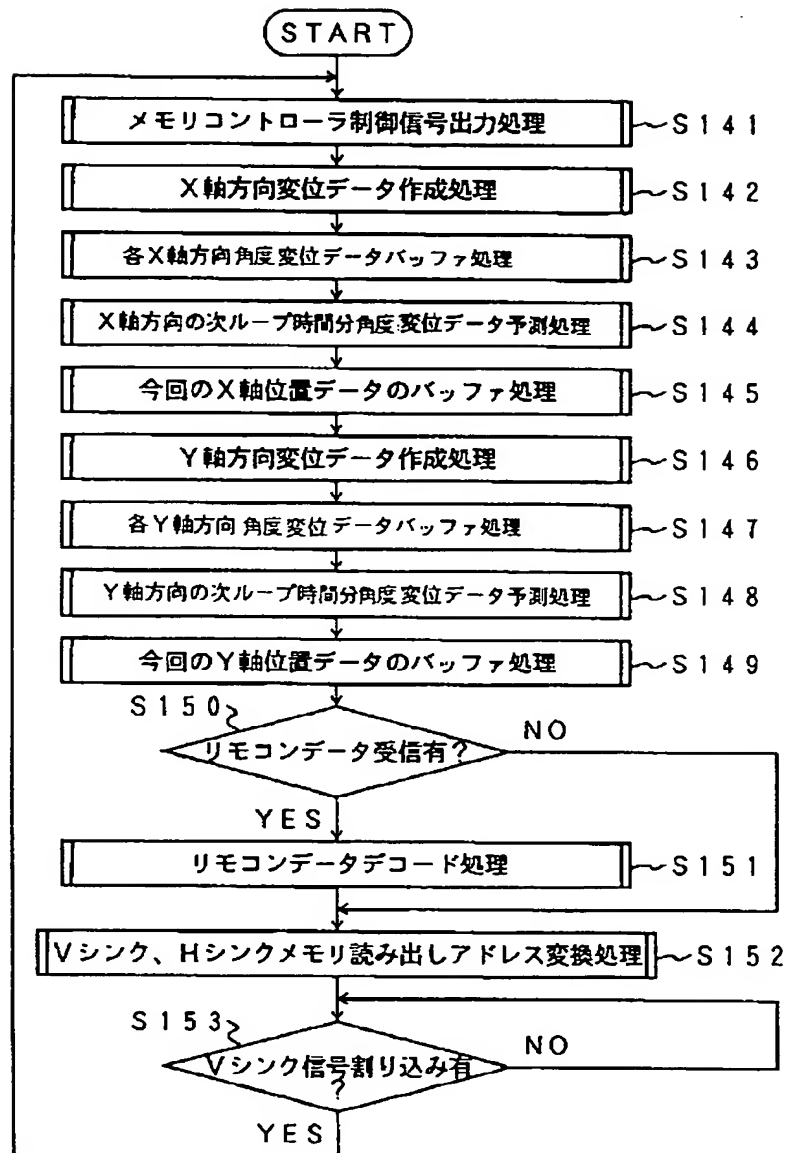 START
メモリコントローラ制御信号出力処理 S141
X軸方向変位データ作成処理 S142
各X軸方向角度変位データバッファ処理 S143
X軸方向の次ループ時間分角度変位データ予測処理 S144
今回のX軸位置データのバッファ処理 S145
Y軸方向変位データ作成処理 S146
各Y軸方向角度変位データバッファ処理 S147
Y軸方向の次ループ時間分角度変位データ予測処理 S148
今回のY軸位置データのバッファ処理 S149
S150
リモコンデータ受信有? NO
YES
リモコンデータデコード処理 S151
Vシンク、Hシンクメモリ読み出しアドレス変換処理 S152
S153
Vシンク信号割り込み有 NO
?
YES